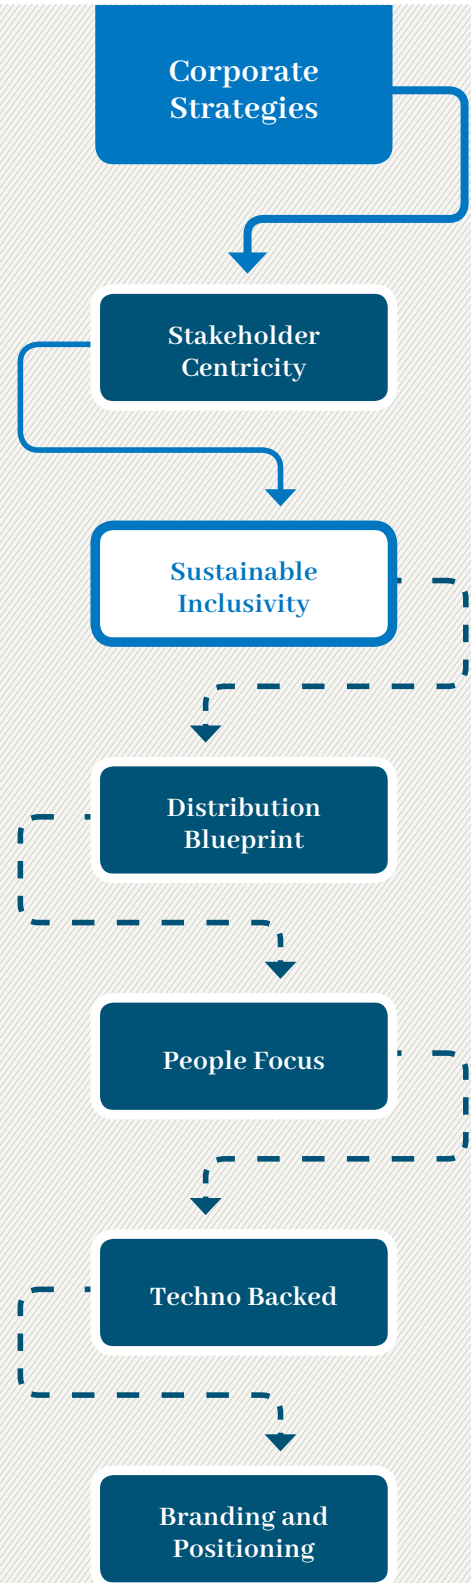 Corporate
Strategies
Stakeholder
Centricity
Sustainable
Inclusivity
Distribution
Blueprint
People Focus
Techno Backed
Branding and
Positioning